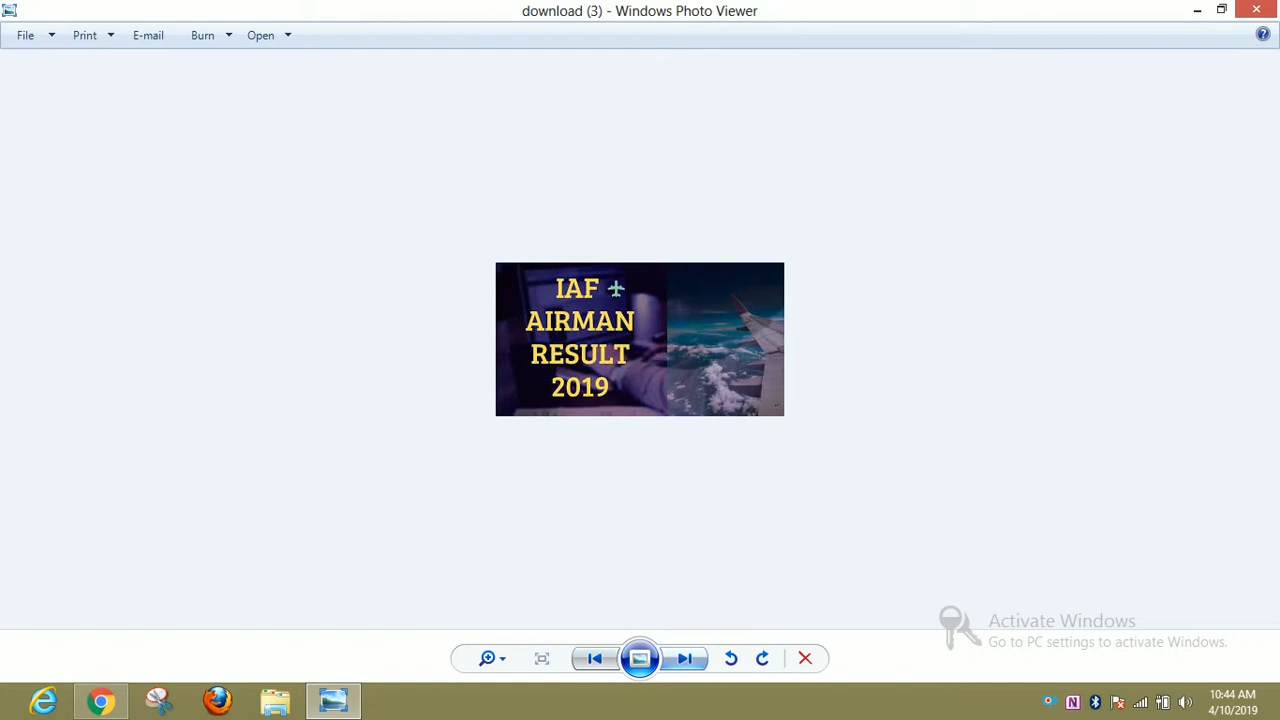 download (3) - Windows Photo Viewer
File Print E-mail Burn Open
IAF
AIRMAN
RESULT
2019
Activate Windows
Go to PC settings to activate Windows.
10:44 AM
4/10/2019